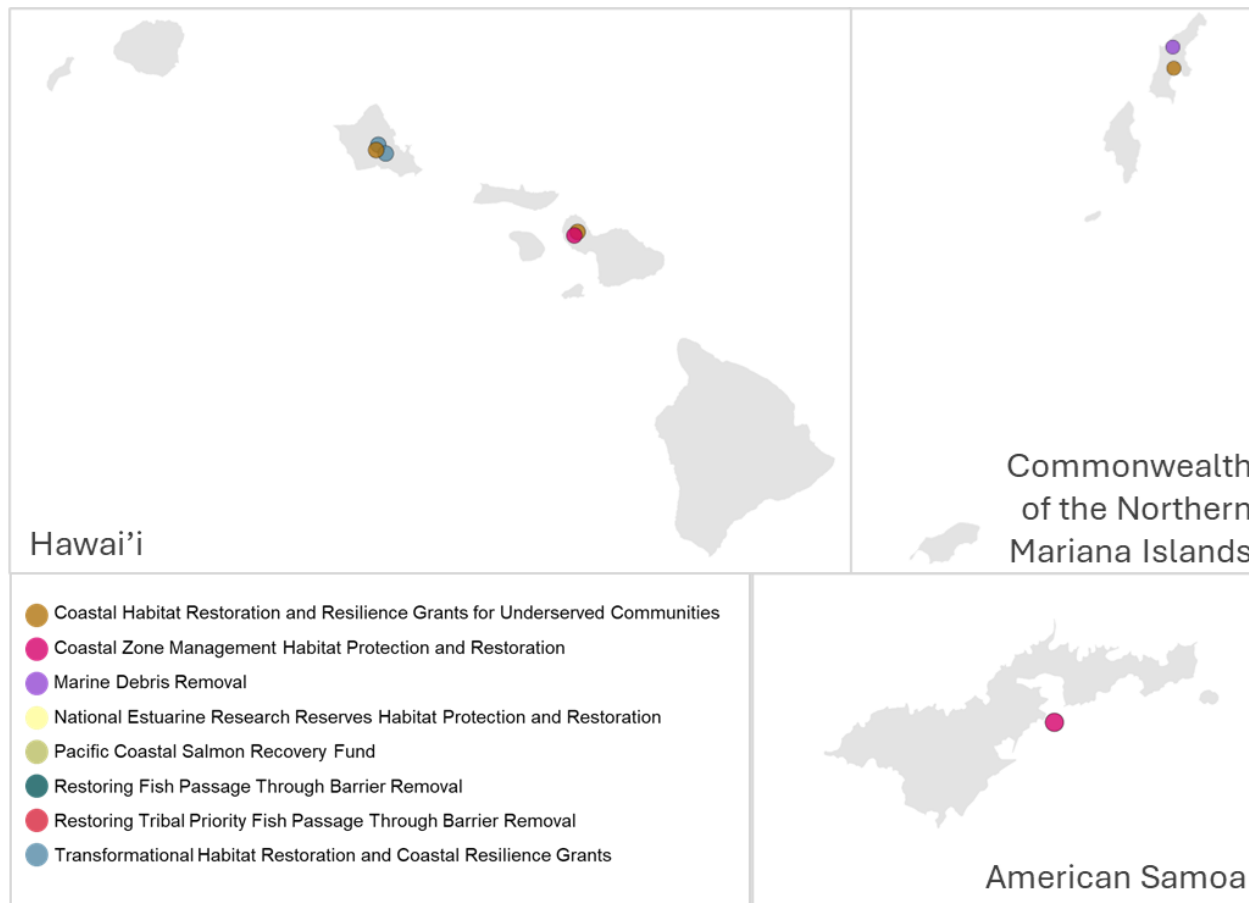 Hawai’i
Commonwealth
of the Northern
Mariana Islands
Coastal Habitat Restoration and Resilience Grants for Underserved Communities
Coastal Zone Management Habitat Protection and Restoration
Marine Debris Removal
National Estuarine Research Reserves Habitat Protection and Restoration
Pacific Coastal Salmon Recovery Fund
Restoring Fish Passage Through Barrier Removal
Restoring Tribal Priority Fish Passage Through Barrier Removal
Transformational Habitat Restoration and Coastal Resilience Grants
American Samoa